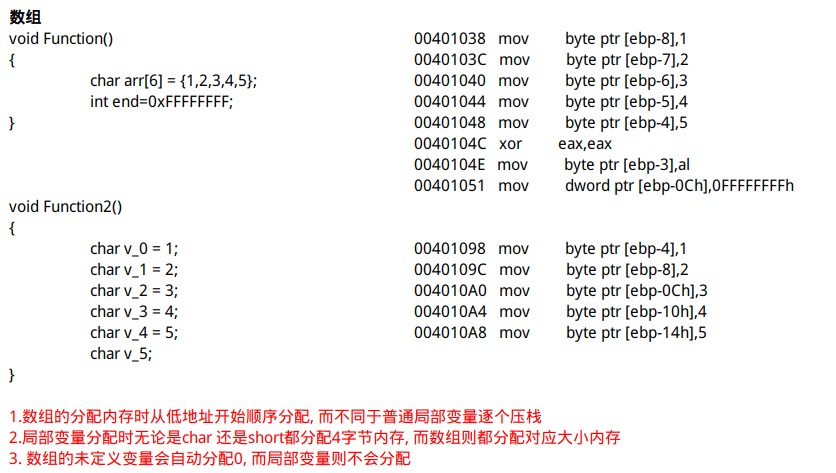 数组
void Function() 00401038 mov byte ptr [ebp-8],1
{ 0040103C mov byte ptr [ebp-7],2
char arr[6] = {1,2,3,4,5}; 00401040 mov byte ptr [ebp-6],3
int end=0xFFFFFFFF; 00401044 mov byte ptr [ebp-5],4
} 00401048 mov byte ptr [ebp-4],5
0040104C xor eax,eax
0040104E mov byte ptr [ebp-3],al
00401051 mov dword ptr [ebp-0Ch],0FFFFFFFFh
void Function2()
{
char v_0 = 1; 00401098 mov byte ptr [ebp-4],1
char v_1 = 2; 0040109C mov byte ptr [ebp-8],2
char v_2 = 3; 004010A0 mov byte ptr [ebp-0Ch],3
char v_3 = 4; 004010A4 mov byte ptr [ebp-10h],4
char v_4 = 5; 004010A8 mov byte ptr [ebp-14h],5
char v_5;
}
1.数组的分配内存时从低地址开始顺序分配, 而不同于普通局部变量逐个压栈
2.局部变量分配时无论是char 还是short都分配4字节内存, 而数组则都分配对应大小内存
3. 数组的未定义变量会自动分配0, 而局部变量则不会分配